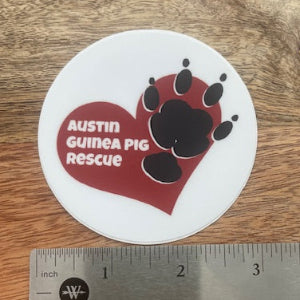 Austin
Guinea Pig
Rescue
inch
1
2
3
W